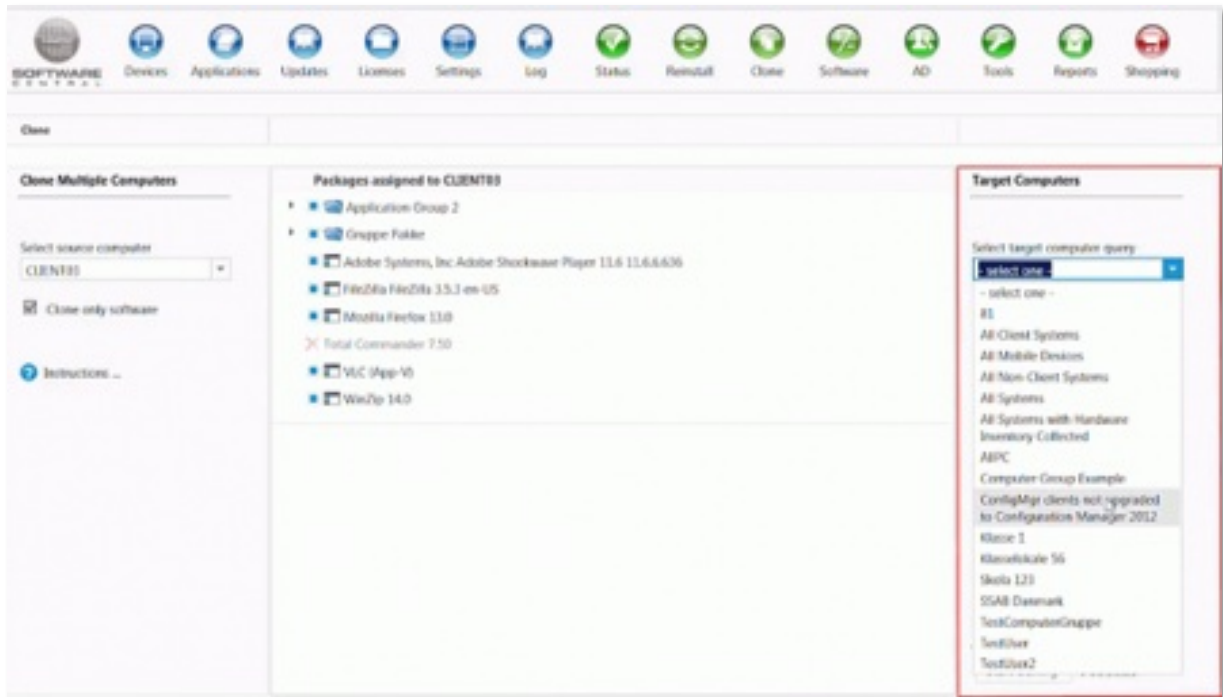 SOFTWARE
CENTRAL
Devices
Applications
Updates
Licenses
Settings
Log
Status
Reinstall
Clone
Software
AD
Tools
Reports
Shopping
Clone
Clone Multiple Computers
Select source computer
CLIENT03
Clone only software
Instructions ...
Packages assigned to CLIENT03
Application Group 2
Gruppe Pakke
Adobe Systems, Inc Adobe Shockwave Player 11.6 11.6.6.636
FileZilla FileZilla 3.5.3 en-US
Mozilla Firefox 13.0
Total Commander 7.50
VLC (App-V)
WinZip 14.0
Target Computers
Select target computer query
- select one -
- select one -
81
All Client Systems
All Mobile Devices
All Non-Client Systems
All Systems
All Systems with Hardware
Inventory Collected
AllPC
Computer Group Example
ConfigMgr clients not upgraded
to Configuration Manager 2012
Klasse 1
Klasselokale 56
Skola 123
SSAB Danmark
TestComputerGruppe
TestUser
TestUser2